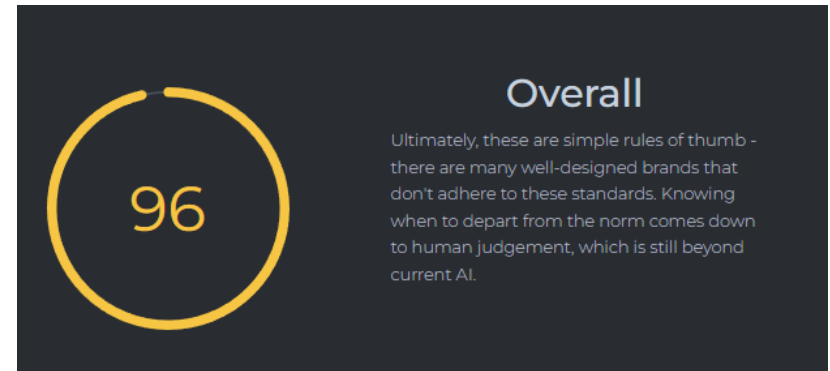 96
Overall
Ultimately, these are simple rules of thumb -
there are many well-designed brands that
don't adhere to these standards. Knowing
when to depart from the norm comes down
to human judgement, which is still beyond
current AI.